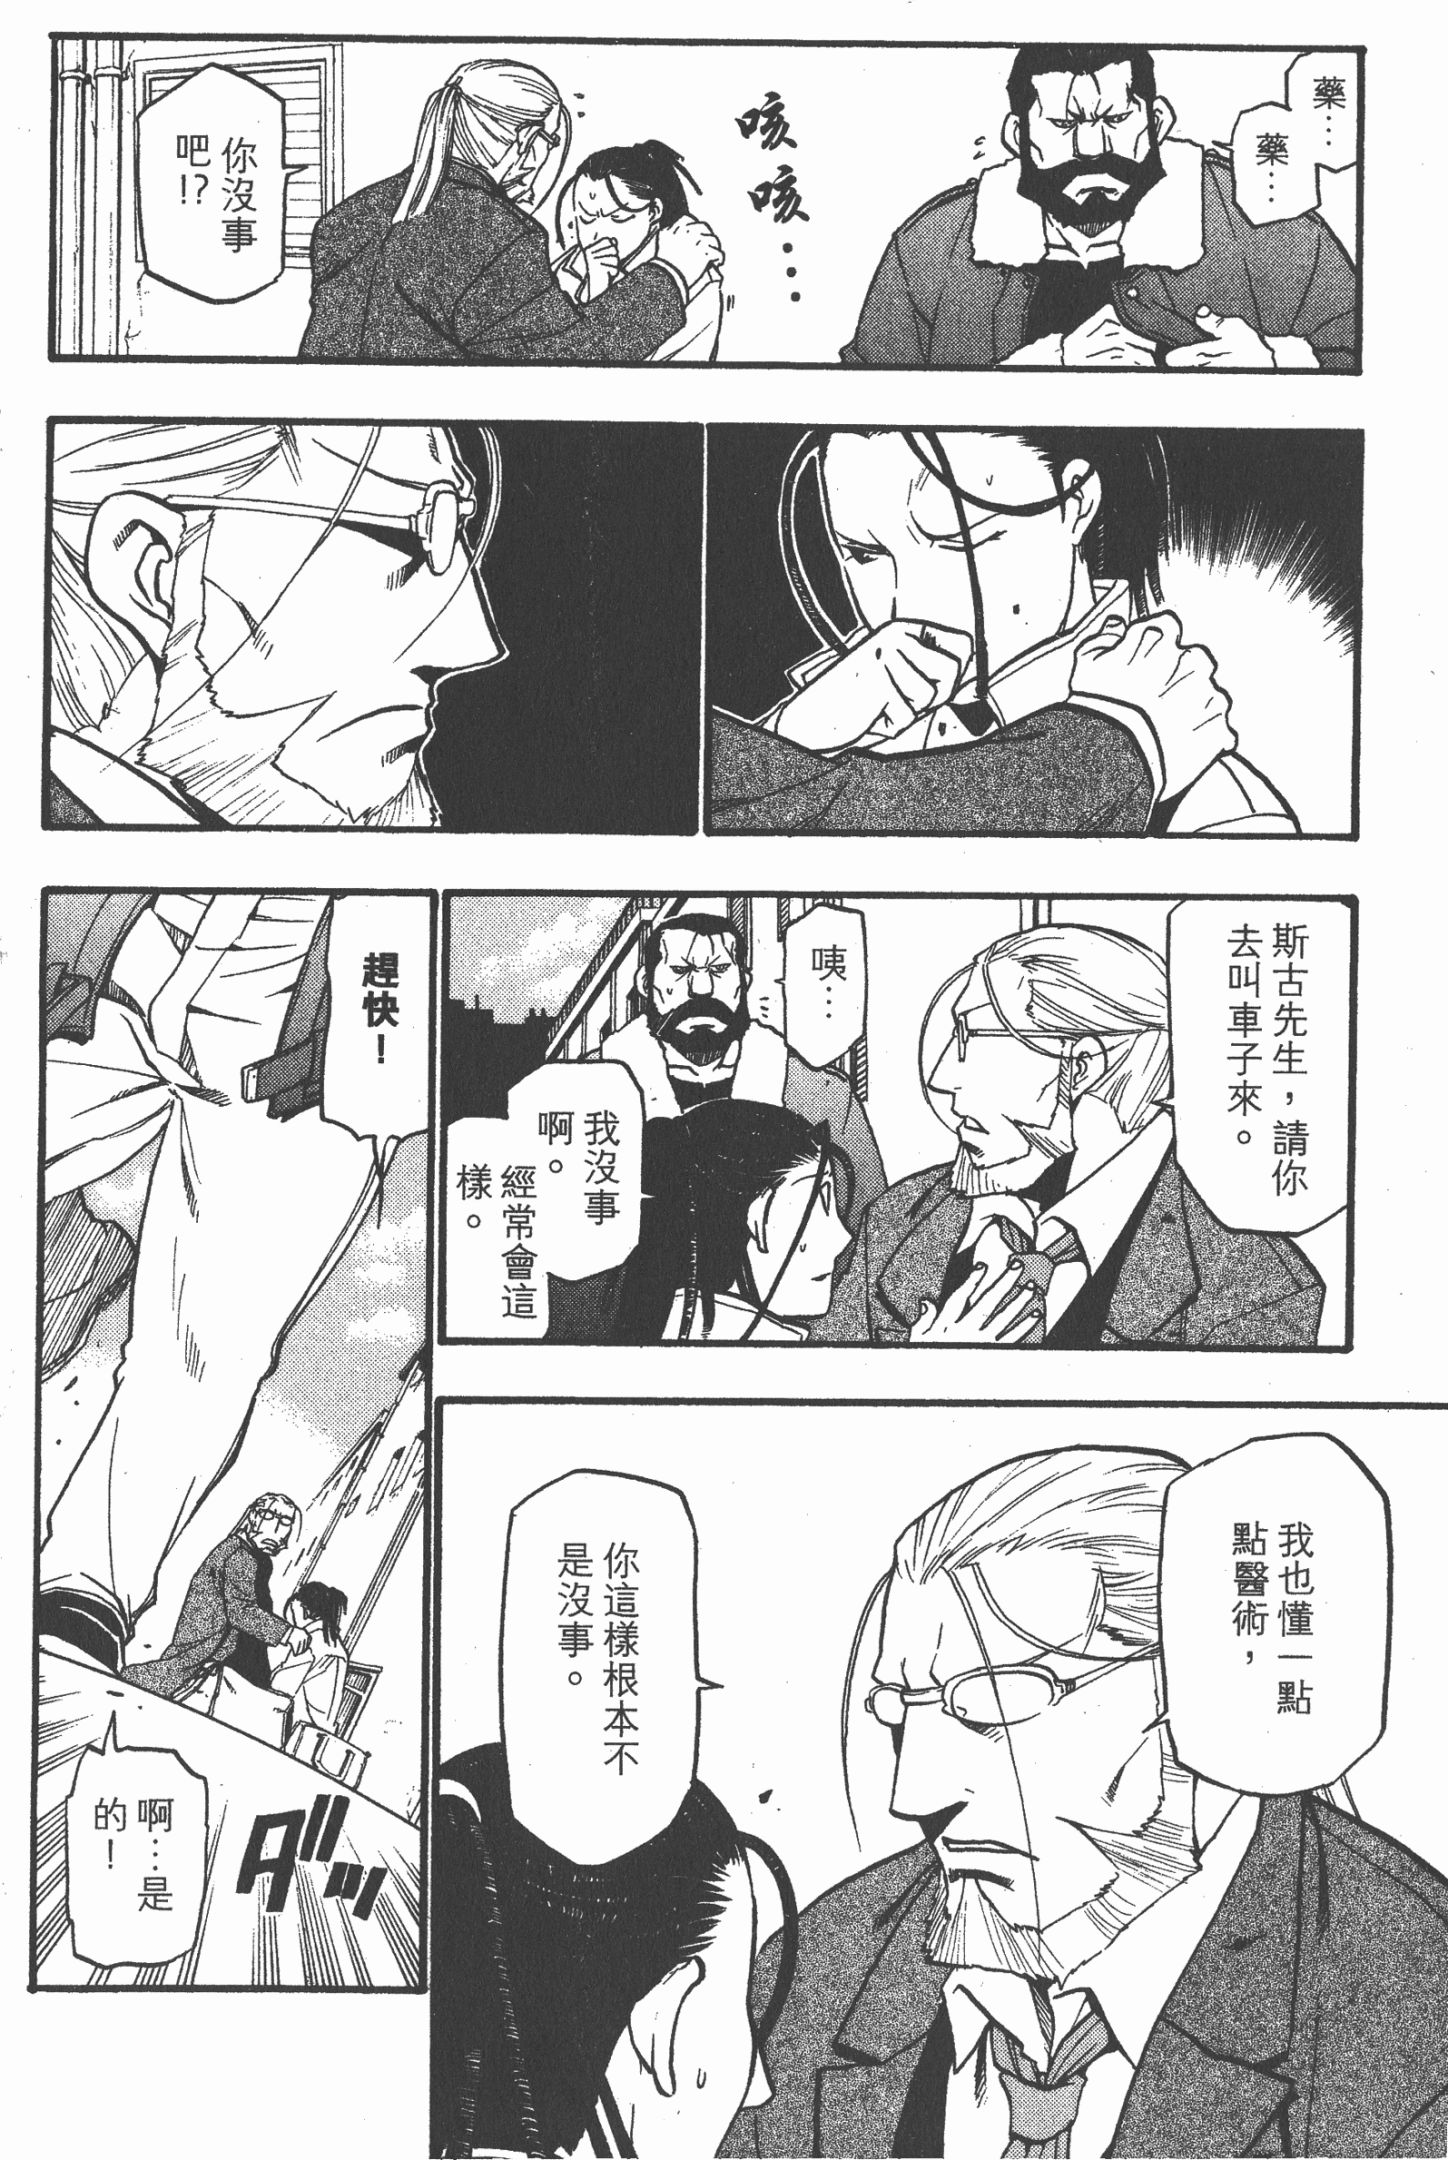 藥…
藥…
咳
咳…
你沒事
吧!?
斯古先生，請你
去叫車子來。
咦…
我沒事
啊。
經常會這
樣。
我也懂一點
點醫術，
你這樣根本不
是沒事。
趕快！
啊…是
的！
ダッ